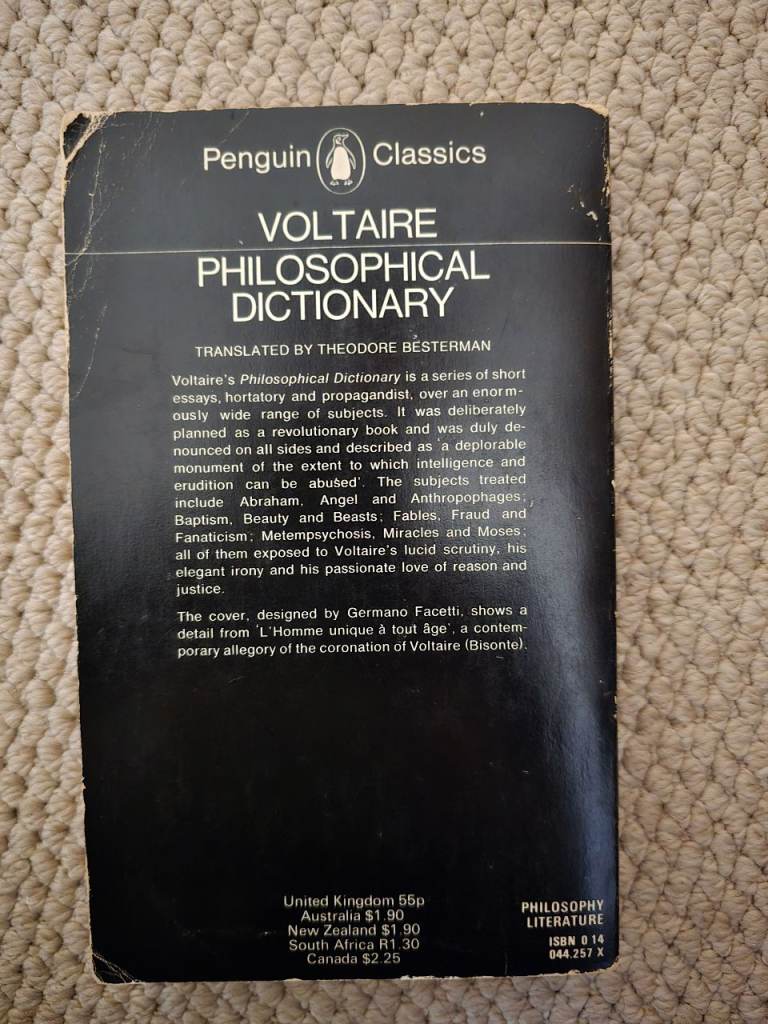 Penguin Classics
VOLTAIRE
PHILOSOPHICAL
DICTIONARY
TRANSLATED BY THEODORE BESTERMAN
Voltaire's Philosophical Dictionary is a series of short
essays, hortatory and propagandist, over an enorm-
ously wide range of subjects. It was deliberately
planned as a revolutionary book and was duly de-
nounced on all sides and described as 'a deplorable
monument of the extent to which intelligence and
erudition can be abused'. The subjects treated
include Abraham, Angel and Anthropophages;
Baptism, Beauty and Beasts; Fables, Fraud and
Fanaticism; Metempsychosis, Miracles and Moses;
all of them exposed to Voltaire's lucid scrutiny, his
elegant irony and his passionate love of reason and
justice.
The cover, designed by Germano Facetti, shows a
detail from 'L'Homme unique à tout âge', a contem-
porary allegory of the coronation of Voltaire (Bisonte).
United Kingdom 55p
Australia $1.90
New Zealand $1.90
South Africa R1.30
Canada $2.25
PHILOSOPHY
LITERATURE
ISBN 0 14
044.257 X